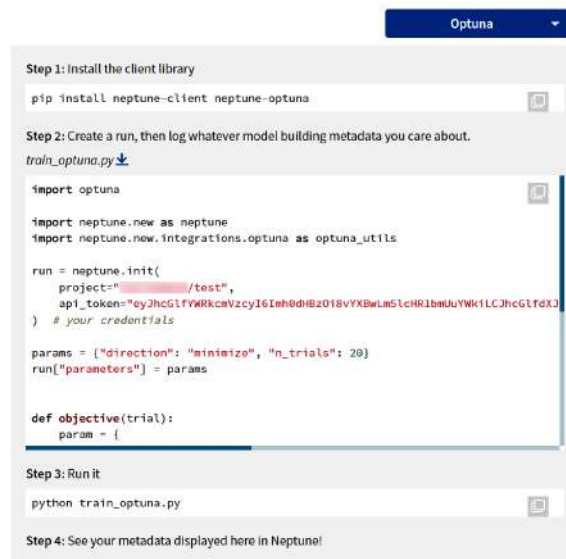 Optuna
Step 1: Install the client library
pip install neptune-client neptune-optuna
Step 2: Create a run, then log whatever model building metadata you care about.
train_optuna.py
import optuna
import neptune.new as neptune
import neptune.new.integrations.optuna as optuna_utils
run = neptune.init(
project=" /test",
api_token="
) # your credentials
params = {"direction": "minimize", "n_trials": 20}
run["parameters"] = params
def objective(trial):
param = {
Step 3: Run it
python train_optuna.py
Step 4: See your metadata displayed here in Neptune!